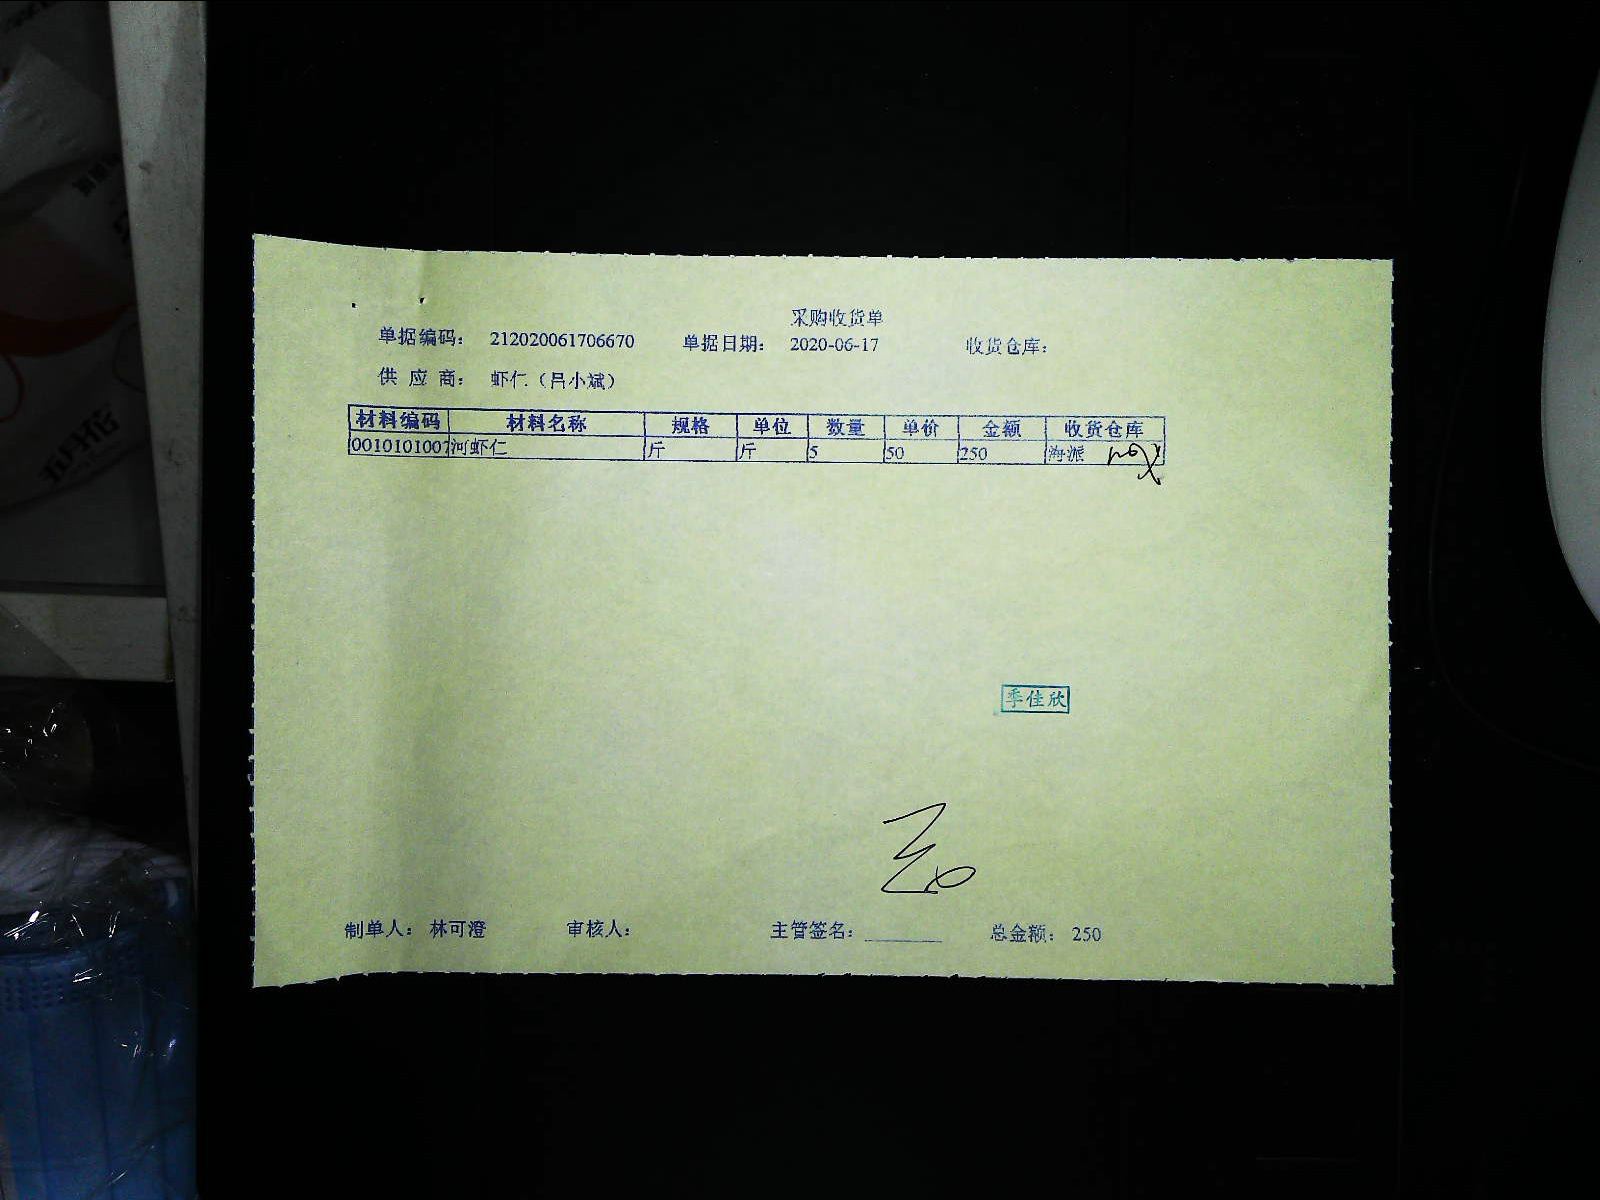 采购收货单
单据编码： 212020061706670 单据日期： 2020-06-17 收货仓库：
供 应 商： 虾仁（吕小斌）
材料编码 材料名称 规格 单位 数量 单价 金额 收货仓库
0010101007 河虾仁 斤 斤 5 50 250 海派
季佳欣
制单人： 林可澄 审核人： 主管签名： ________ 总金额： 250